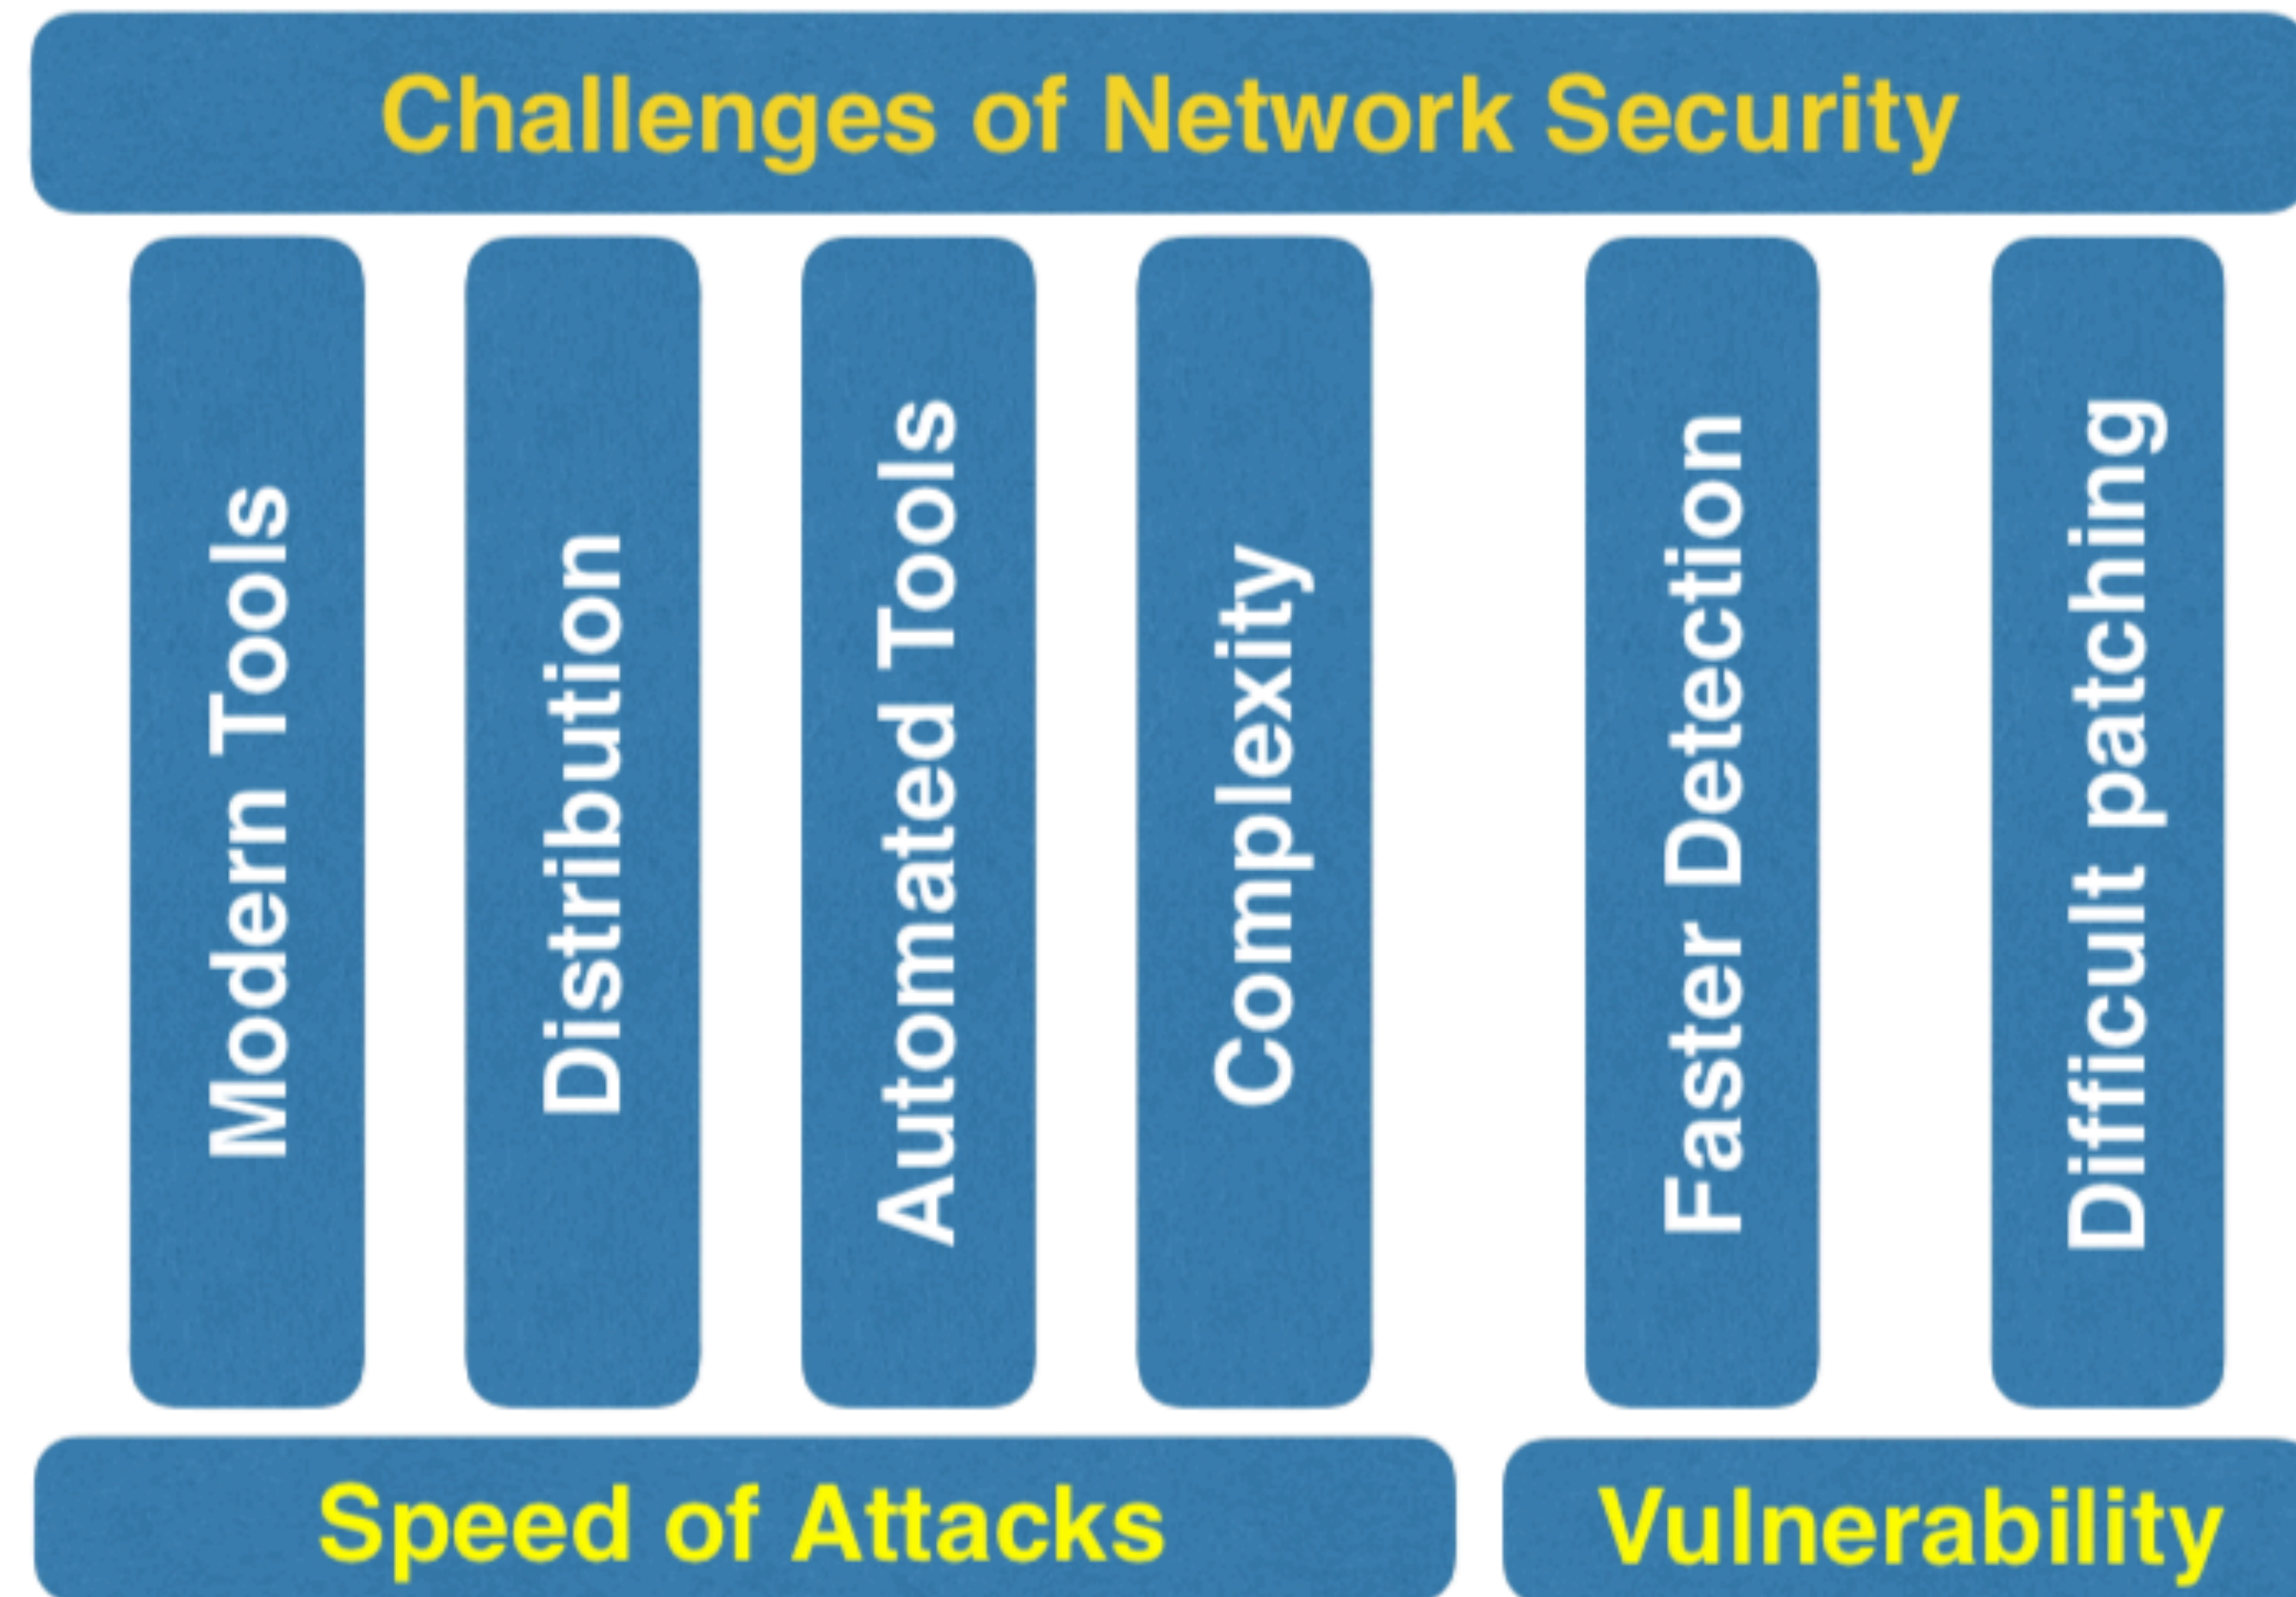 Challenges of Network Security
Modern Tools
Distribution
Automated Tools
Complexity
Faster Detection
Difficult patching
Speed of Attacks
Vulnerability